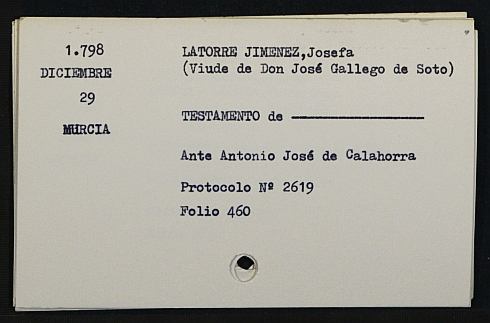 1.798
DICIEMBRE
29
MURCIA
LATORRE JIMENEZ,Josefa
(Viude de Don José Gallego de Soto)
TESTAMENTO de ————————
Ante Antonio José de Calahorra
Protocolo Nº 2619
Folio 460